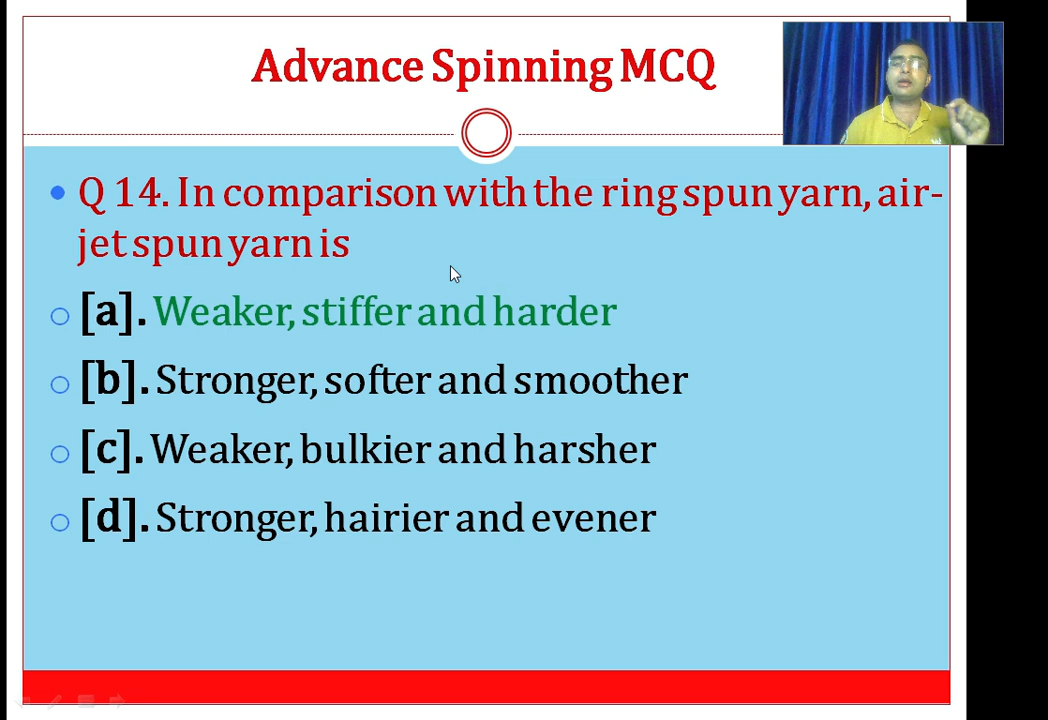 Advance Spinning MCQ
Q 14. In comparison with the ring spun yarn, air-
jet spun yarn is
[a]. Weaker, stiffer and harder
[b]. Stronger, softer and smoother
[c]. Weaker, bulkier and harsher
[d]. Stronger, hairier and evener